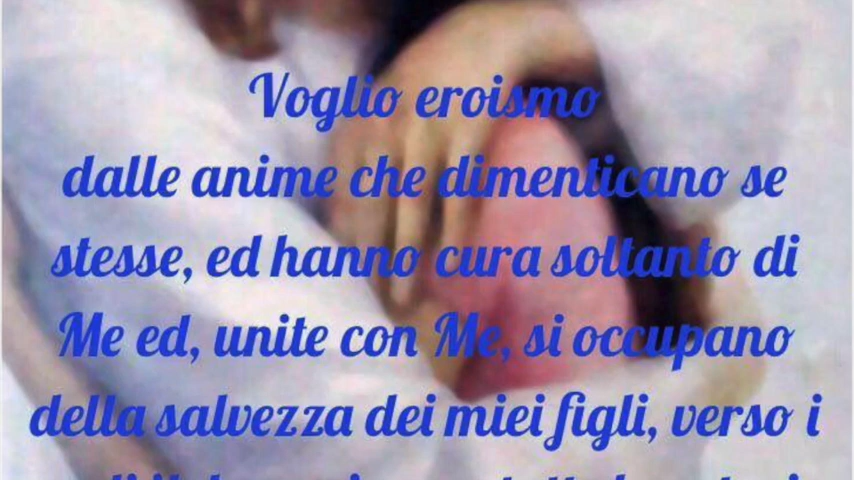 Voglio eroismo
dalle anime che dimenticano se
stesse, ed hanno cura soltanto di
Me ed, unite con Me, si occupano
della salvezza dei miei figli, verso i